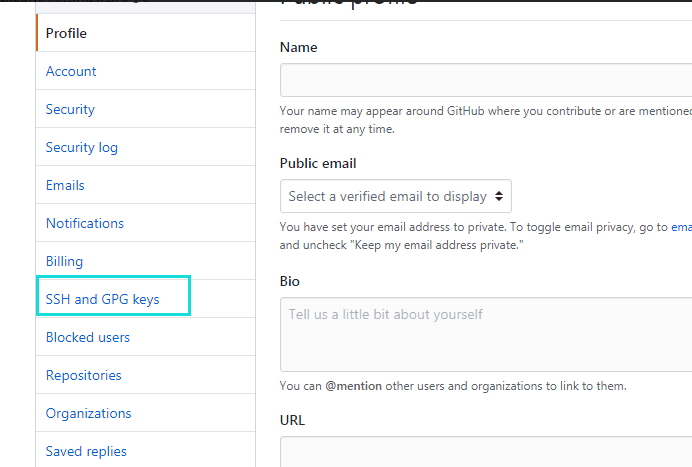 Public profile
Profile
Account
Security
Security log
Emails
Notifications
Billing
SSH and GPG keys
Blocked users
Repositories
Organizations
Saved replies
Name
Your name may appear around GitHub where you contribute or are mentioned
remove it at any time.
Public email
Select a verified email to display
You have set your email address to private. To toggle email privacy, go to ema
and uncheck "Keep my email address private."
Bio
Tell us a little bit about yourself
You can @mention other users and organizations to link to them.
URL